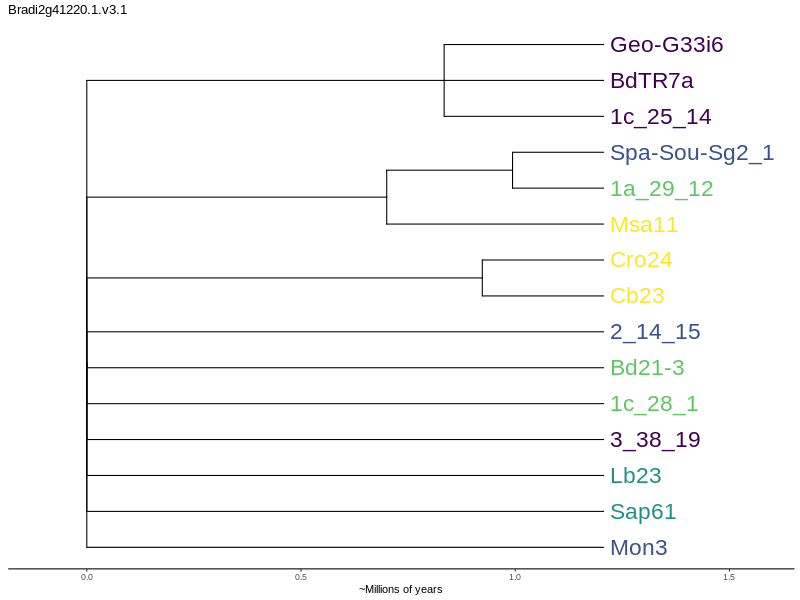 Bradi2g41220.1.v3.1
Geo-G33i6
BdTR7a
1c_25_14
Spa-Sou-Sg2_1
1a_29_12
Msa11
Cro24
Cb23
2_14_15
Bd21-3
1c_28_1
3_38_19
Lb23
Sap61
Mon3
0.0 0.5 1.0 1.5
~Millions of years